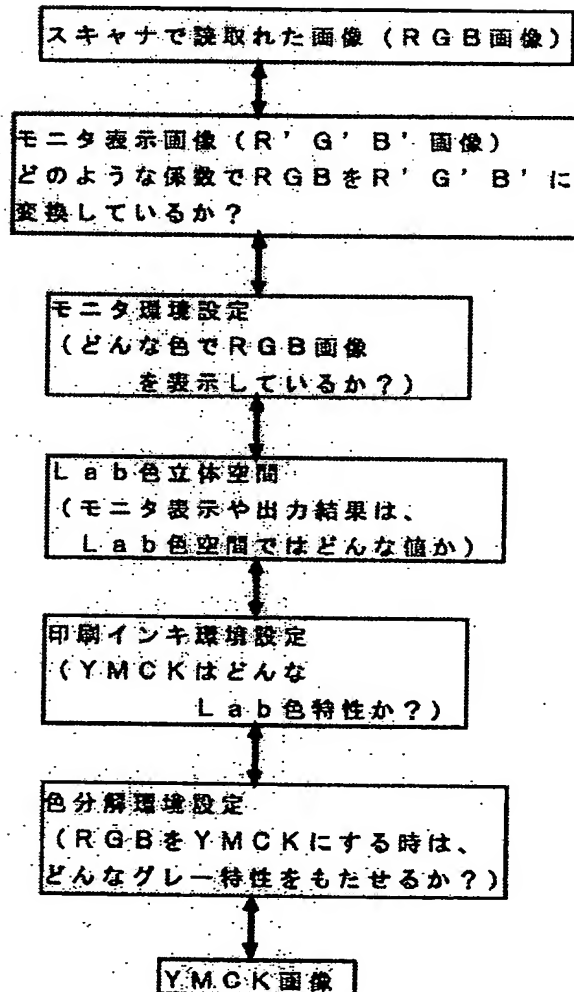 スキャナで読取れた画像（RGB画像）
モニタ表示画像（R'G'B'画像）
どのような係数でRGBをR'G'B'に
変換しているか？
モニタ環境設定
（どんな色でRGB画像
を表示しているか？）
Lab色立体空間
（モニタ表示や出力結果は、
Lab色空間ではどんな値か）
印刷インキ環境設定
（YMCKはどんな
Lab色特性か？）
色分解環境設定
（RGBをYMCKにする時は、
どんなグレー特性をもたせるか？）
YMCK画像